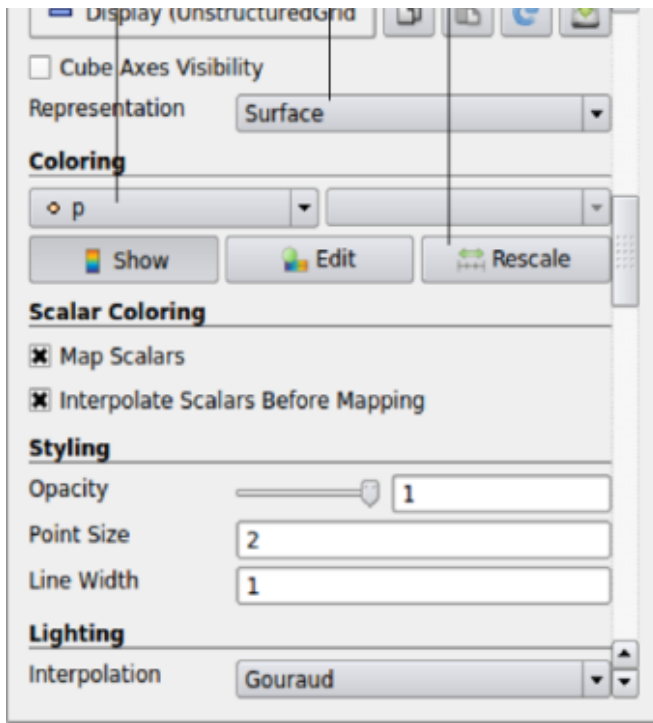 Display (UnstructuredGrid
Cube Axes Visibility
Representation Surface
Coloring
p
Show Edit Rescale
Scalar Coloring
Map Scalars
Interpolate Scalars Before Mapping
Styling
Opacity 1
Point Size 2
Line Width 1
Lighting
Interpolation Gouraud